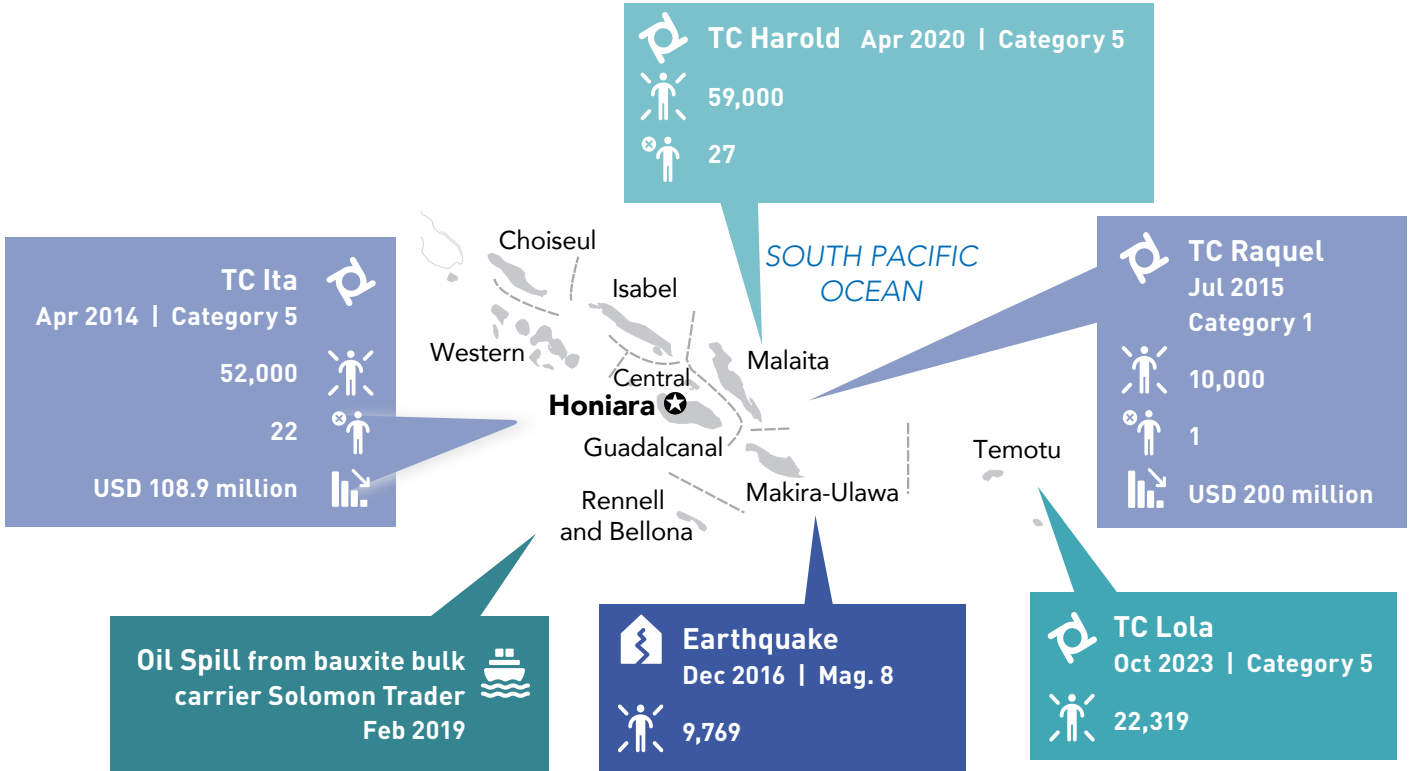 TC Harold Apr 2020 | Category 5
59,000
27
TC Ita
Apr 2014 | Category 5
52,000
22
USD 108.9 million
Choiseul
Isabel
Western
Central
Honiara
Guadalcanal
Malaita
SOUTH PACIFIC
OCEAN
Rennell
and Bellona
Makira-Ulawa
Temotu
TC Raquel
Jul 2015
Category 1
10,000
1
USD 200 million
Oil Spill from bauxite bulk
carrier Solomon Trader
Feb 2019
Earthquake
Dec 2016 | Mag. 8
9,769
TC Lola
Oct 2023 | Category 5
22,319